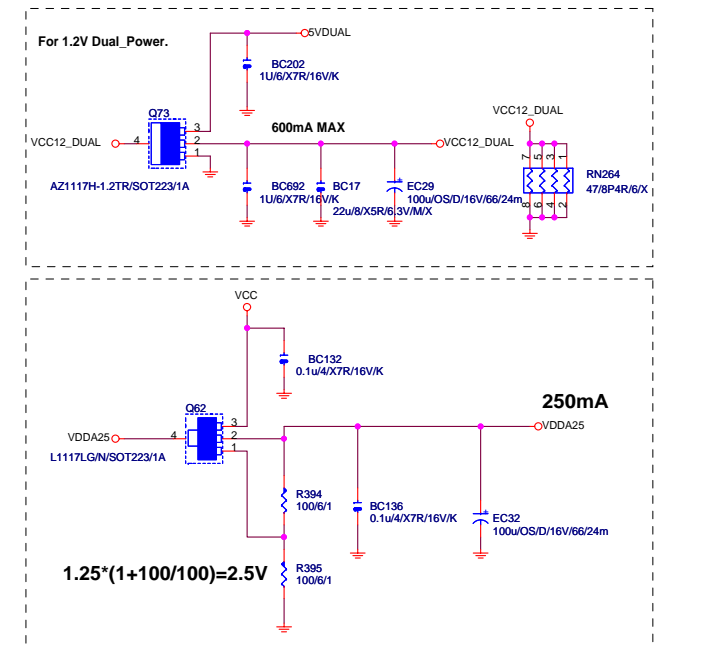 For 1.2V Dual_Power.
5VDUAL
BC202
1U/6/X7R/16V/K
Q73
3
VCC12_DUAL
4
2
1
600mA MAX
VCC12_DUAL
AZ1117H-1.2TR/SOT223/1A
BC692
1U/6/X7R/16V/K
BC17
22u/8/X5R/6.3V/M/X
EC29
100u/OS/D/16V/66/24m
VCC12_DUAL
7
5
3
1
RN264
47/8P4R/6/X
8
6
4
2
VCC
BC132
0.1u/4/X7R/16V/K
Q62
3
VDDA25
4
2
1
L1117LG/N/SOT223/1A
250mA
VDDA25
R394
100/6/1
BC136
0.1u/4/X7R/16V/K
EC32
100u/OS/D/16V/66/24m
1.25*(1+100/100)=2.5V
R395
100/6/1